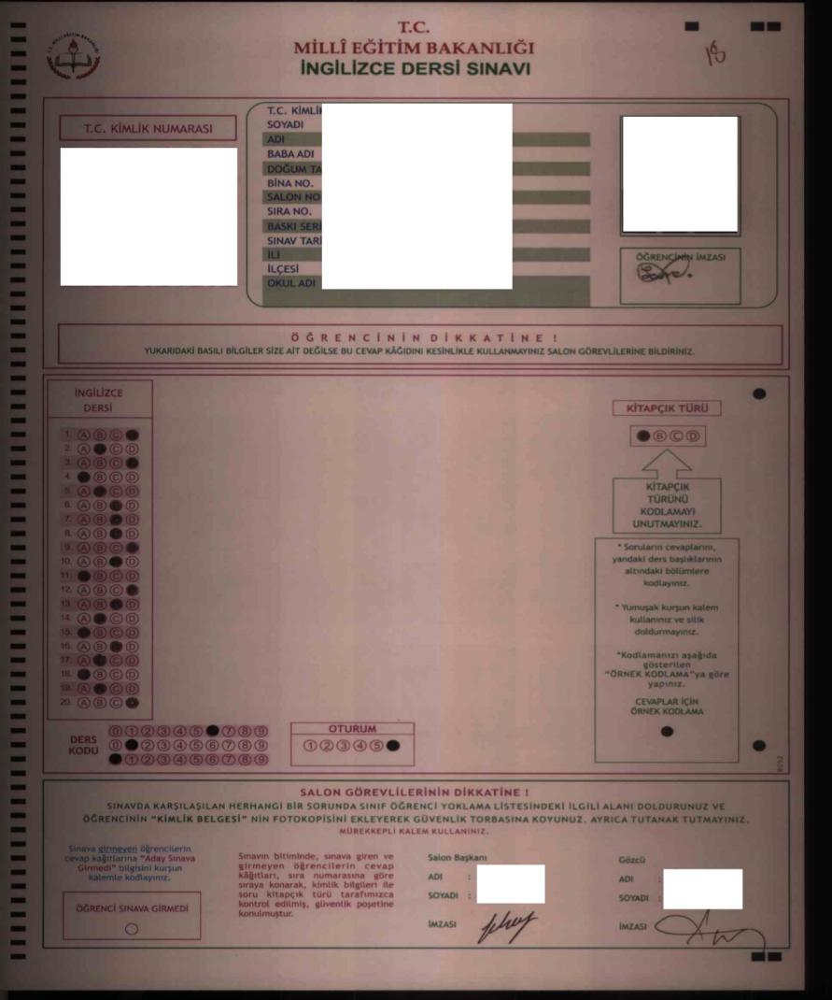 T.C.
MİLLÎ EĞİTİM BAKANLIĞI
İNGİLİZCE DERSİ SINAVI
18
T.C. KİMLİK NUMARASI
T.C. KİMLİ
SOYADI
ADI
BABA ADI
DOĞUM TA
BİNA NO.
SALON NO
SIRA NO.
BASKI SERİ
SINAV TARİ
İLİ
İLÇESİ
OKUL ADI
ÖĞRENCİNİN İMZASI
ÖĞRENCİNİN DİKKATİNE !
YUKARIDAKİ BASILI BİLGİLER SİZE AİT DEĞİLSE BU CEVAP KÂĞIDINI KESİNLİKLE KULLANMAYINIZ SALON GÖREVLİLERİNE BİLDİRİNİZ.
İNGİLİZCE
DERSİ
1. A B C
2. A C D
3. A B C
4. B C D
5. A C D
6. A B D
7. A B D
8. A B D
9. A B C
10. A B D
11. B C D
12. A B C
13. A B D
14. A C D
15. B C D
16. A B D
17. A C D
18. B C D
19. A C D
20. A B C
KİTAPÇIK TÜRÜ
B C D
KİTAPÇIK
TÜRÜNÜ
KODLAMAYI
UNUTMAYINIZ.
* Soruların cevaplarını,
yandaki ders başlıklarının
altındaki bölümlere
kodlayınız.
* Yumuşak kurşun kalem
kullanınız ve silik
doldurmayınız.
*Kodlamanızı aşağıda
gösterilen
"ÖRNEK KODLAMA"ya göre
yapınız.
CEVAPLAR İÇİN
ÖRNEK KODLAMA
DERS
KODU
0 1 2 3 4 5 7 8 9
0 2 3 4 5 6 7 8 9
1 2 3 4 5 6 7 8 9
OTURUM
1 2 3 4 5
SALON GÖREVLİLERİNİN DİKKATİNE !
SINAVDA KARŞILAŞILAN HERHANGİ BİR SORUNDA SINIF ÖĞRENCİ YOKLAMA LİSTESİNDEKİ İLGİLİ ALANI DOLDURUNUZ VE
ÖĞRENCİNİN "KİMLİK BELGESİ" NİN FOTOKOPİSİNİ EKLEYEREK GÜVENLİK TORBASINA KOYUNUZ. AYRICA TUTANAK TUTMAYINIZ.
MÜREKKEPLİ KALEM KULLANINIZ.
Sınava girmeyen öğrencilerin
cevap kağıtlarına "Aday Sınava
Girmedi" bilgisini kurşun
kalemle kodlayınız.
ÖĞRENCİ SINAVA GİRMEDİ
Sınavın bitiminde, sınava giren ve
girmeyen öğrencilerin cevap
kâğıtları, sıra numarasına göre
sıraya konarak, kimlik bilgileri ile
soru kitapçık türü tarafımızca
kontrol edilmiş, güvenlik poşetine
konulmuştur.
Salon Başkanı
ADI :
SOYADI :
İMZASI
Gözcü
ADI :
SOYADI :
İMZASI